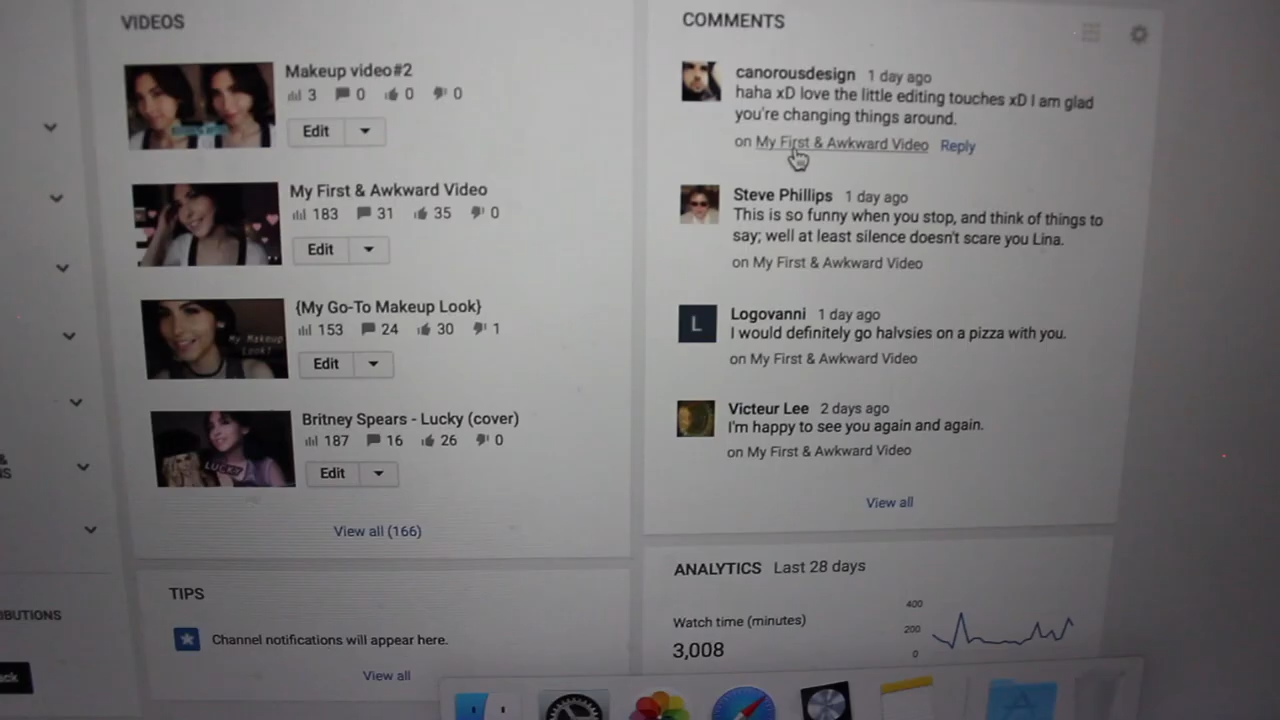 VIDEOS
Makeup video#2
3 0 0 0
Edit
My First & Awkward Video
183 31 35 0
Edit
My Makeup
Look!
{My Go-To Makeup Look}
153 24 30 1
Edit
LUCKY
Britney Spears - Lucky (cover)
187 16 26 0
Edit
View all (166)
TIPS
Channel notifications will appear here.
View all
COMMENTS
canorousdesign 1 day ago
haha xD love the little editing touches xD I am glad
you're changing things around.
on My First & Awkward Video Reply
Steve Phillips 1 day ago
This is so funny when you stop, and think of things to
say; well at least silence doesn't scare you Lina.
on My First & Awkward Video
L
Logovanni 1 day ago
I would definitely go halvsies on a pizza with you.
on My First & Awkward Video
Victeur Lee 2 days ago
I'm happy to see you again and again.
on My First & Awkward Video
View all
ANALYTICS Last 28 days
Watch time (minutes)
3,008
400
200
0
&
NS
IBUTIONS
ack